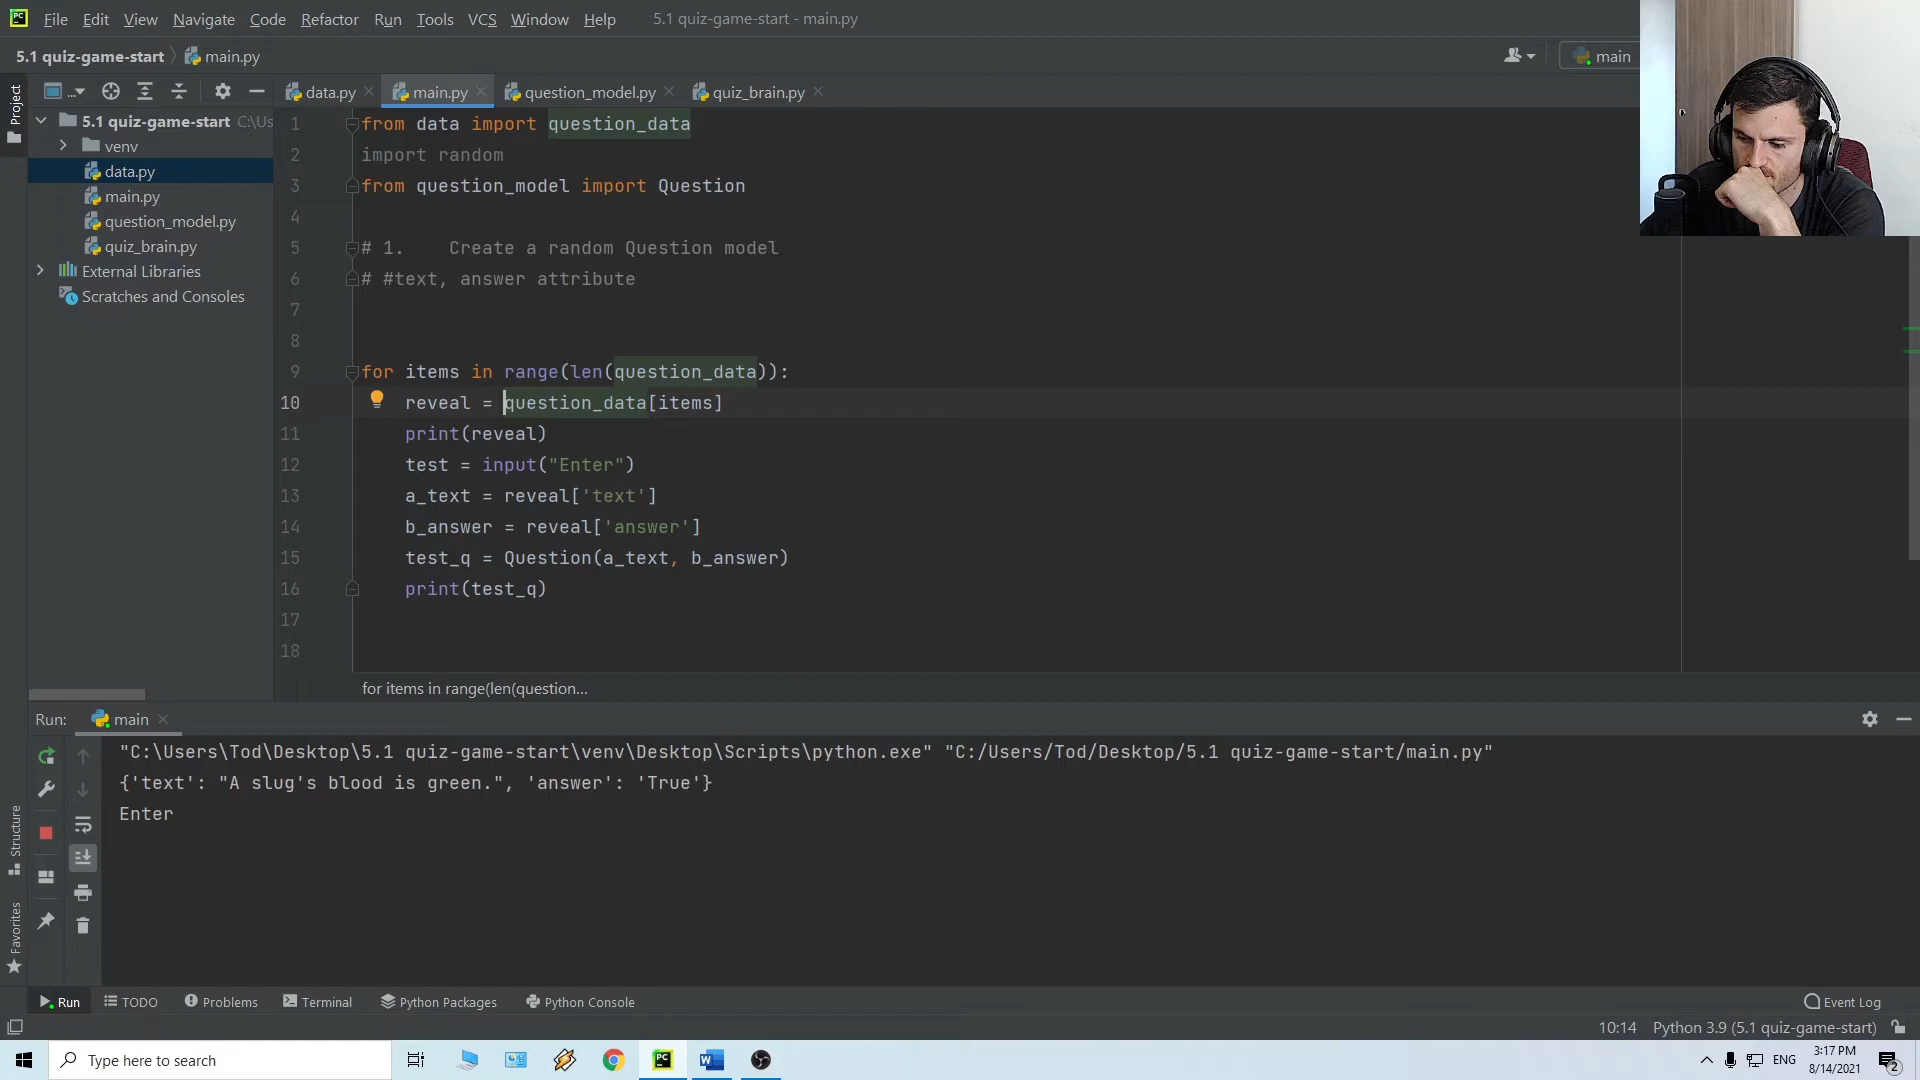 PC File Edit View Navigate Code Refactor Run Tools VCS Window Help 5.1 quiz-game-start - main.py
5.1 quiz-game-start main.py main
Project
... data.py main.py question_model.py quiz_brain.py
5.1 quiz-game-start C:\Us
venv
data.py
main.py
question_model.py
quiz_brain.py
External Libraries
Scratches and Consoles
1 from data import question_data
2 import random
3 from question_model import Question
4
5 # 1. Create a random Question model
6 # #text, answer attribute
7
8
9 for items in range(len(question_data)):
10 reveal = question_data[items]
11 print(reveal)
12 test = input("Enter")
13 a_text = reveal['text']
14 b_answer = reveal['answer']
15 test_q = Question(a_text, b_answer)
16 print(test_q)
17
18
for items in range(len(question...
Run: main
"C:\Users\Tod\Desktop\5.1 quiz-game-start\venv\Desktop\Scripts\python.exe" "C:/Users/Tod/Desktop/5.1 quiz-game-start/main.py"
{'text': "A slug's blood is green.", 'answer': 'True'}
Enter
Structure
Favorites
Run TODO Problems Terminal Python Packages Python Console Event Log
10:14 Python 3.9 (5.1 quiz-game-start)
Type here to search PC W ENG 3:17 PM
8/14/2021
2